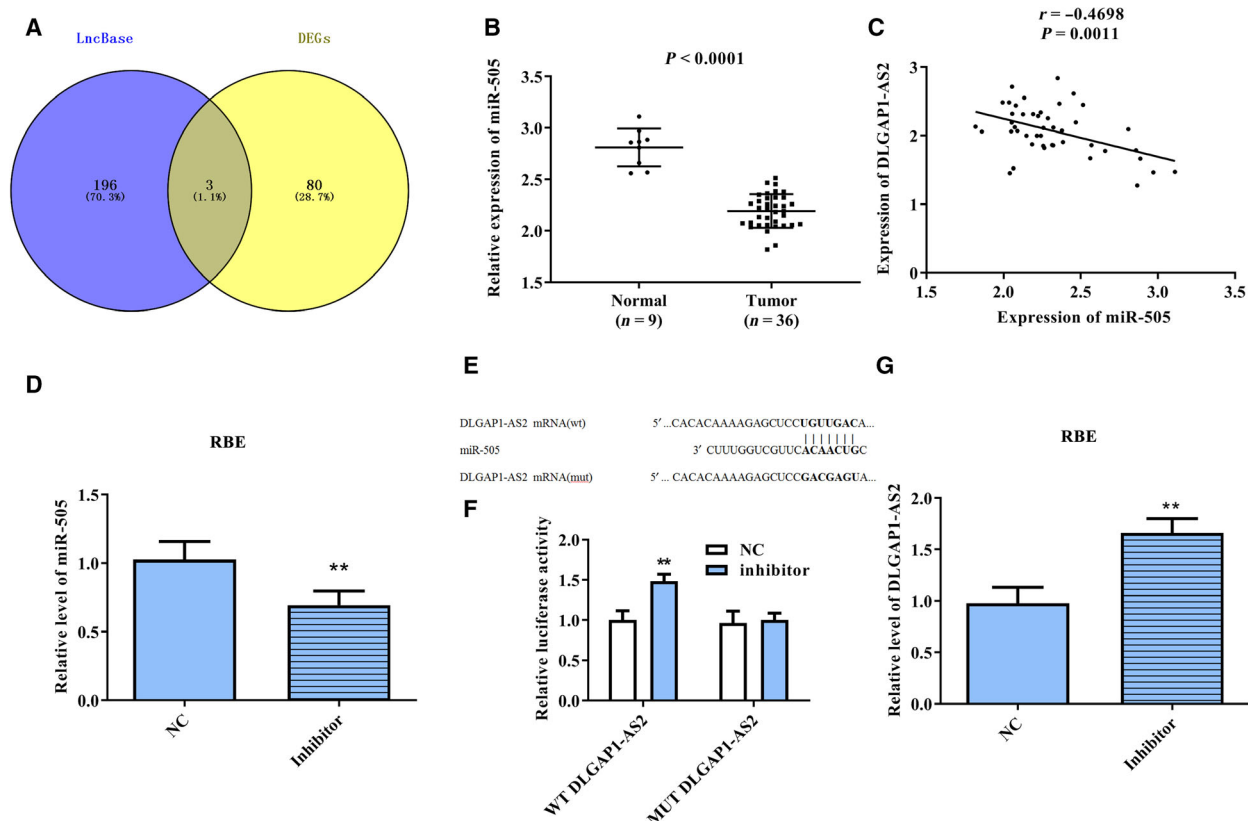 A
LncBase
DEGs
196
(70.3%)
3
(1.1%)
80
(28.7%)
B
P < 0.0001
Relative expression of miR-505
3.5
3.0
2.5
2.0
1.5
Normal
(n = 9)
Tumor
(n = 36)
C
r = -0.4698
P = 0.0011
Expression of DLGAP1-AS2
3
2
1
0
1.5
2.0
2.5
3.0
3.5
Expression of miR-505
D
RBE
Relative level of miR-505
1.5
1.0
0.5
0.0
**
NC
Inhibitor
E
DLGAP1-AS2 mRNA(wt) 5′ ... CACACAAAAGAGCUCCUGUUGACA...
miR-505 3′ CUUUGGUCGUUCACAACUGC
DLGAP1-AS2 mRNA(mut) 5′ ... CACACAAAAGAGCUCCGACGAGUA...
F
Relative luciferase activity
2.0
1.5
1.0
0.5
0.0
**
NC
inhibitor
WT DLGAP1-AS2
MUT DLGAP1-AS2
G
RBE
Relative level of DLGAP1-AS2
2.0
1.5
1.0
0.5
0.0
**
NC
Inhibitor